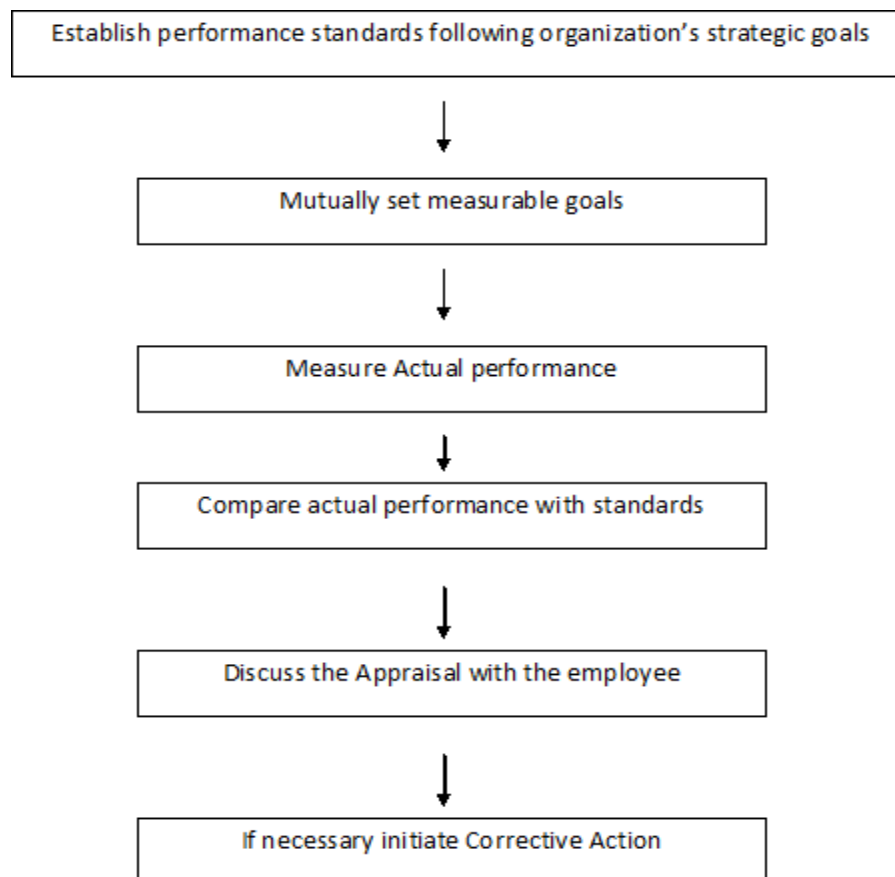 Establish performance standards following organization’s strategic goals
Mutually set measurable goals
Measure Actual performance
Compare actual performance with standards
Discuss the Appraisal with the employee
If necessary initiate Corrective Action